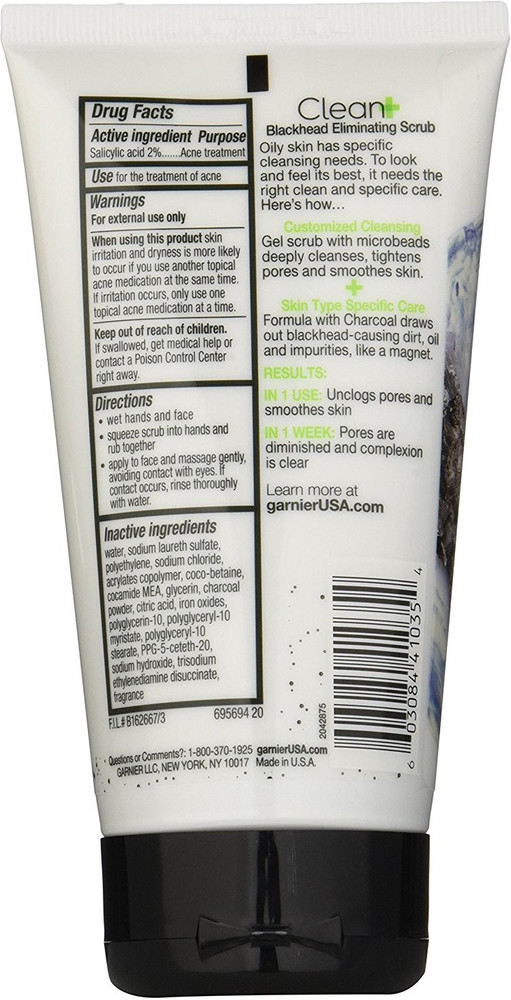 Drug Facts
Active ingredient Purpose
Salicylic acid 2%.......Acne treatment
Use for the treatment of acne
Warnings
For external use only
When using this product skin
irritation and dryness is more likely
to occur if you use another topical
acne medication at the same time.
If irritation occurs, only use one
topical acne medication at a time.
Keep out of reach of children.
If swallowed, get medical help or
contact a Poison Control Center
right away.
Directions
• wet hands and face
• squeeze scrub into hands and
rub together
• apply to face and massage gently,
avoiding contact with eyes. If
contact occurs, rinse thoroughly
with water.
Inactive ingredients
water, sodium laureth sulfate,
polyethylene, sodium chloride,
acrylates copolymer, coco-betaine,
cocamide MEA, glycerin, charcoal
powder, citric acid, iron oxides,
polyglycerin-10, polyglyceryl-10
myristate, polyglyceryl-10
stearate, PPG-5-ceteth-20,
sodium hydroxide, trisodium
ethylenediamine disuccinate,
fragrance
F.I.L.# B162667/3 695694 20
Clean+
Blackhead Eliminating Scrub
Oily skin has specific
cleansing needs. To look
and feel its best, it needs the
right clean and specific care.
Here's how...
Customized Cleansing
Gel scrub with microbeads
deeply cleanses, tightens
pores and smoothes skin.
+
Skin Type Specific Care
Formula with Charcoal draws
out blackhead-causing dirt, oil
and impurities, like a magnet.
RESULTS:
IN 1 USE: Unclogs pores and
smoothes skin
IN 1 WEEK: Pores are
diminished and complexion
is clear
Learn more at
garnierUSA.com
2042875
6 03084 41035 4
Questions or Comments?: 1-800-370-1925 garnierUSA.com
GARNIER LLC, NEW YORK, NY 10017 Made in U.S.A.